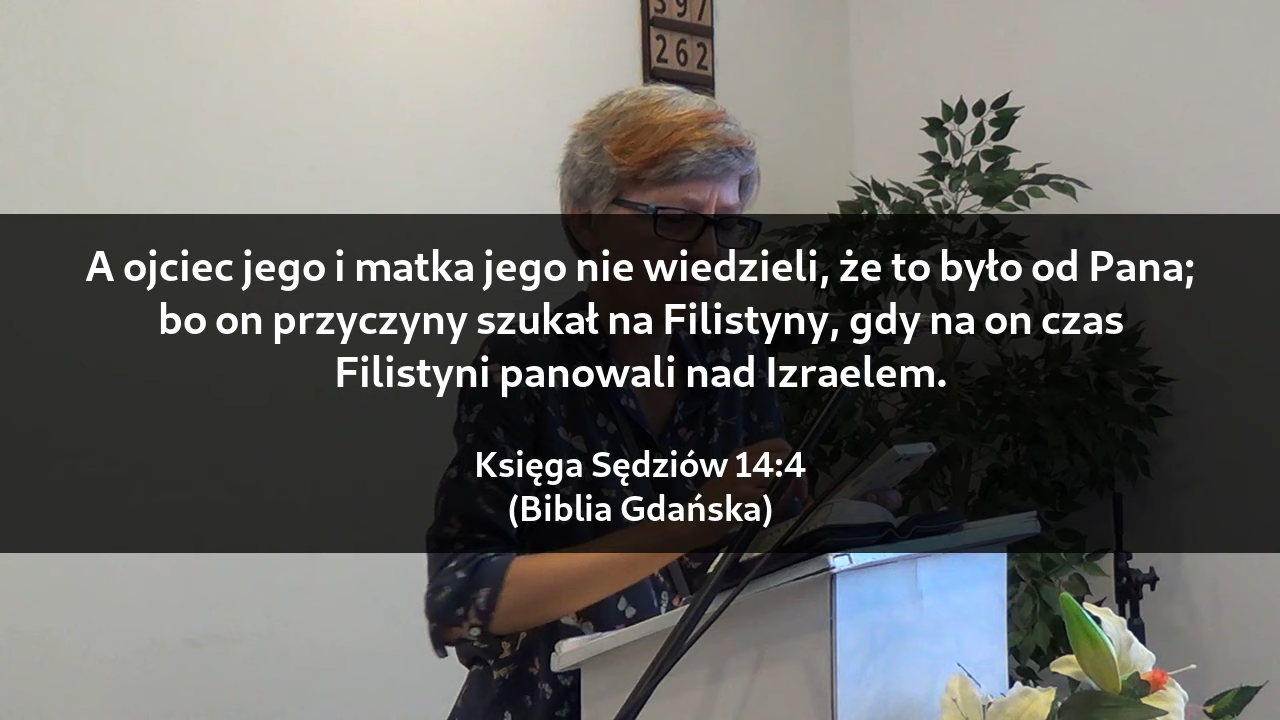 397
262
A ojciec jego i matka jego nie wiedzieli, że to było od Pana;
bo on przyczyny szukał na Filistyny, gdy na on czas
Filistyni panowali nad Izraelem.
Księga Sędziów 14:4
(Biblia Gdańska)